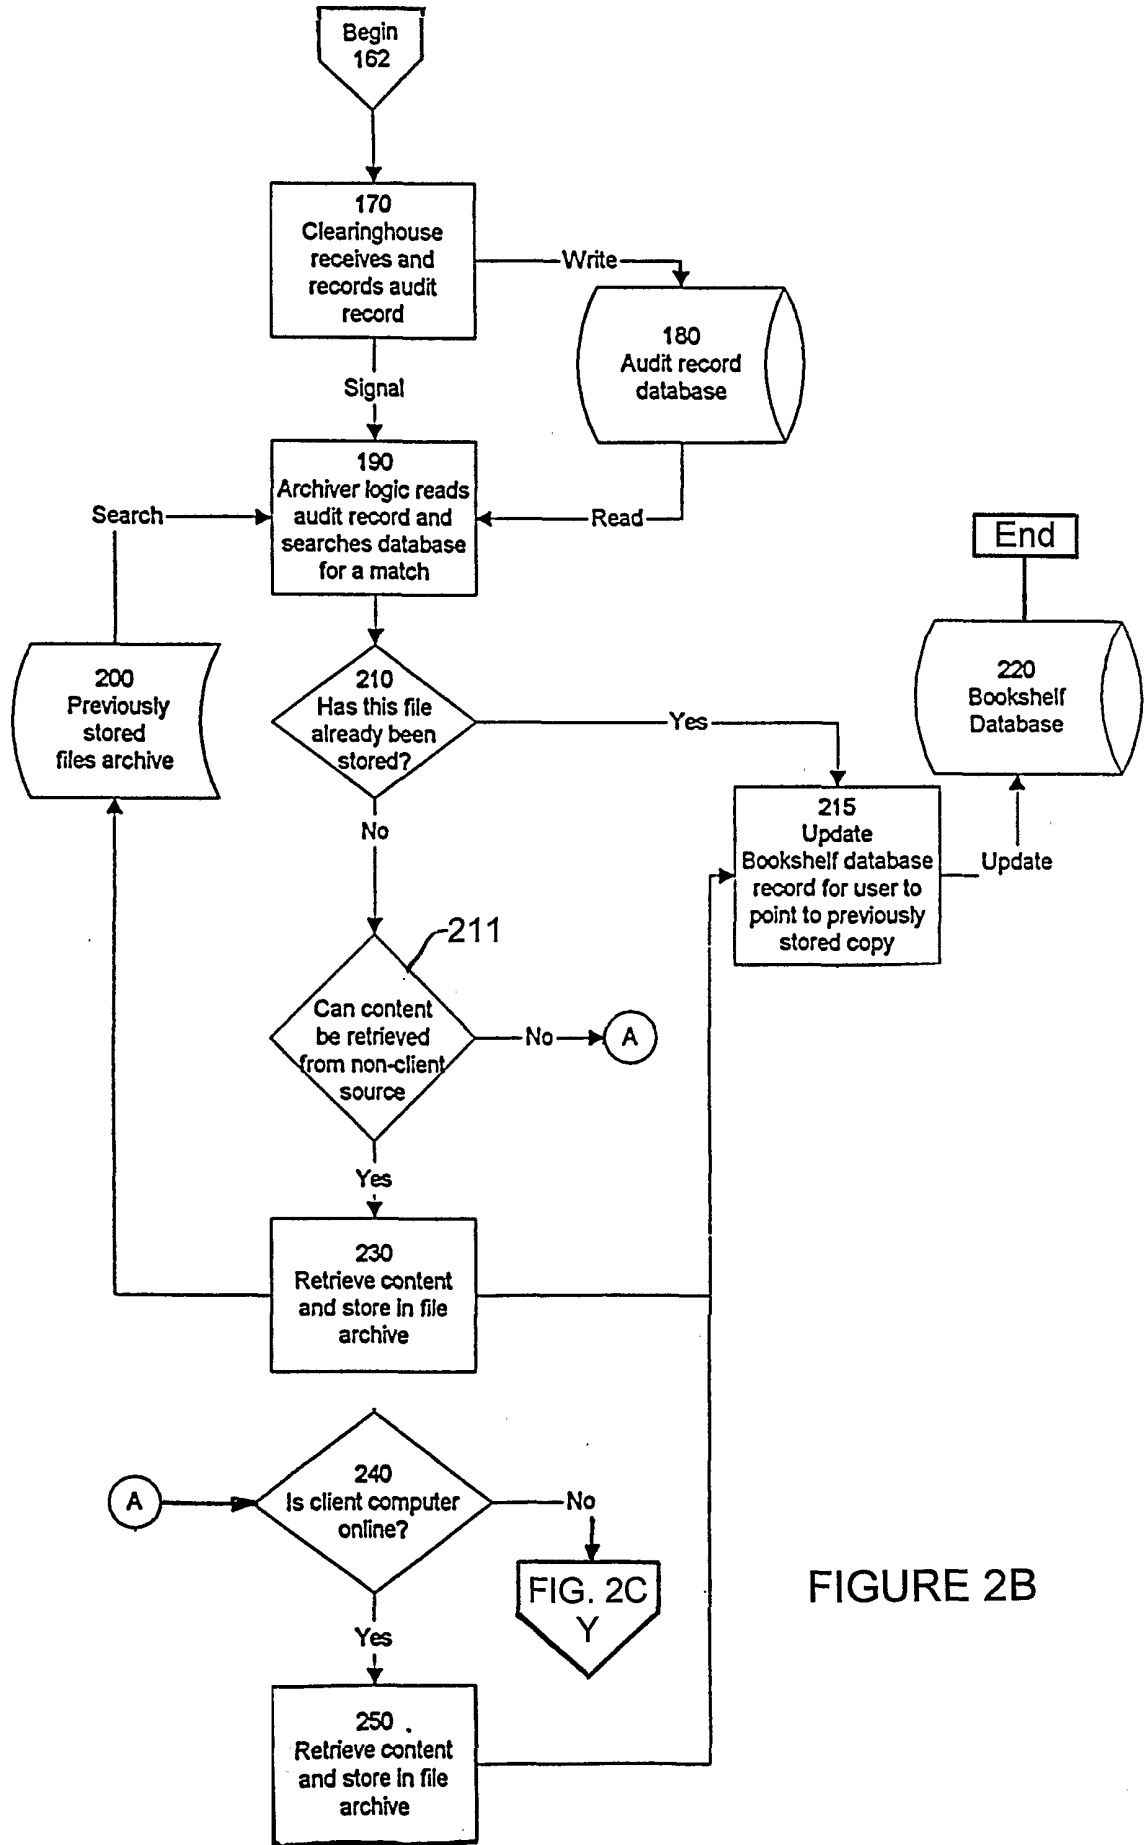 Begin
162
170
Clearinghouse
receives and
records audit
record
Write
180
Audit record
database
Signal
190
Archiver logic reads
audit record and
searches database
for a match
Search
Read
End
200
Previously
stored
files archive
210
Has this file
already been
stored?
Yes
220
Bookshelf
Database
No
215
Update
Bookshelf database
record for user to
point to previously
stored copy
Update
211
Can content
be retrieved
from non-client
source
No
A
Yes
230
Retrieve content
and store in file
archive
A
240
Is client computer
online?
No
FIG. 2C
Y
FIGURE 2B
Yes
250
Retrieve content
and store in file
archive